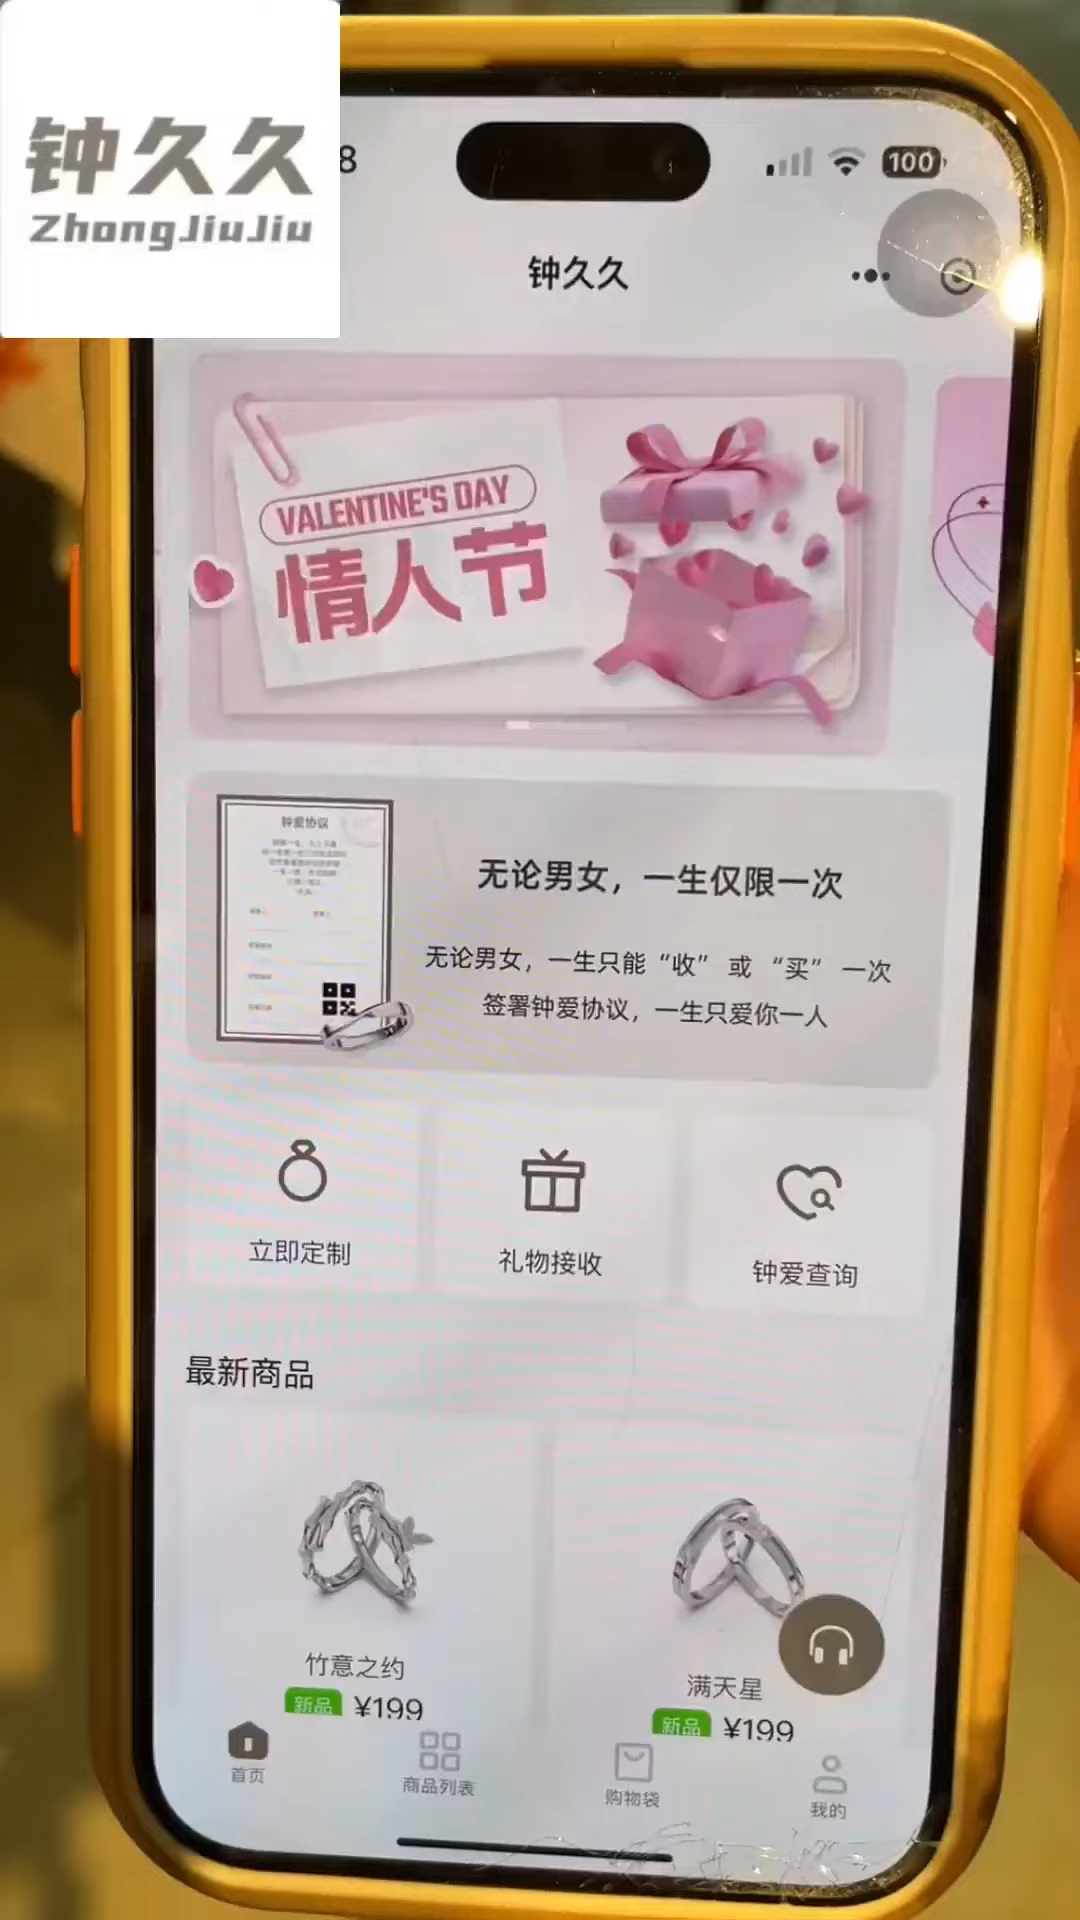 钟久久
ZhongJiuJiu
8
100
钟久久
VALENTINE'S DAY
情人节
钟爱协议
无论男女，一生仅限一次
无论男女，一生只能“收” 或 “买” 一次
签署钟爱协议，一生只爱你一人
立即定制
礼物接收
钟爱查询
最新商品
竹意之约
新品 ¥199
满天星
新品 ¥199
首页
商品列表
购物袋
我的